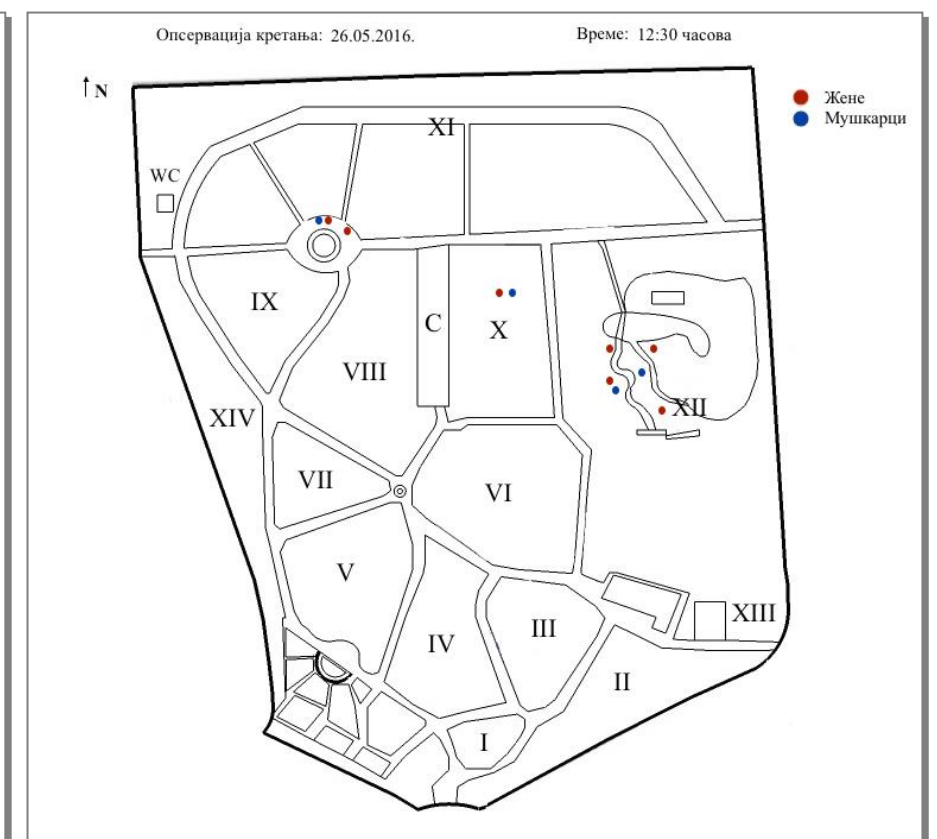 Опсервација кретања: 26.05.2016.
Време: 12:30 часова
N
Жене
Мушкарци
XI
WC
IX
C
X
VIII
XIV
XII
VII
VI
V
XIII
IV
III
II
I